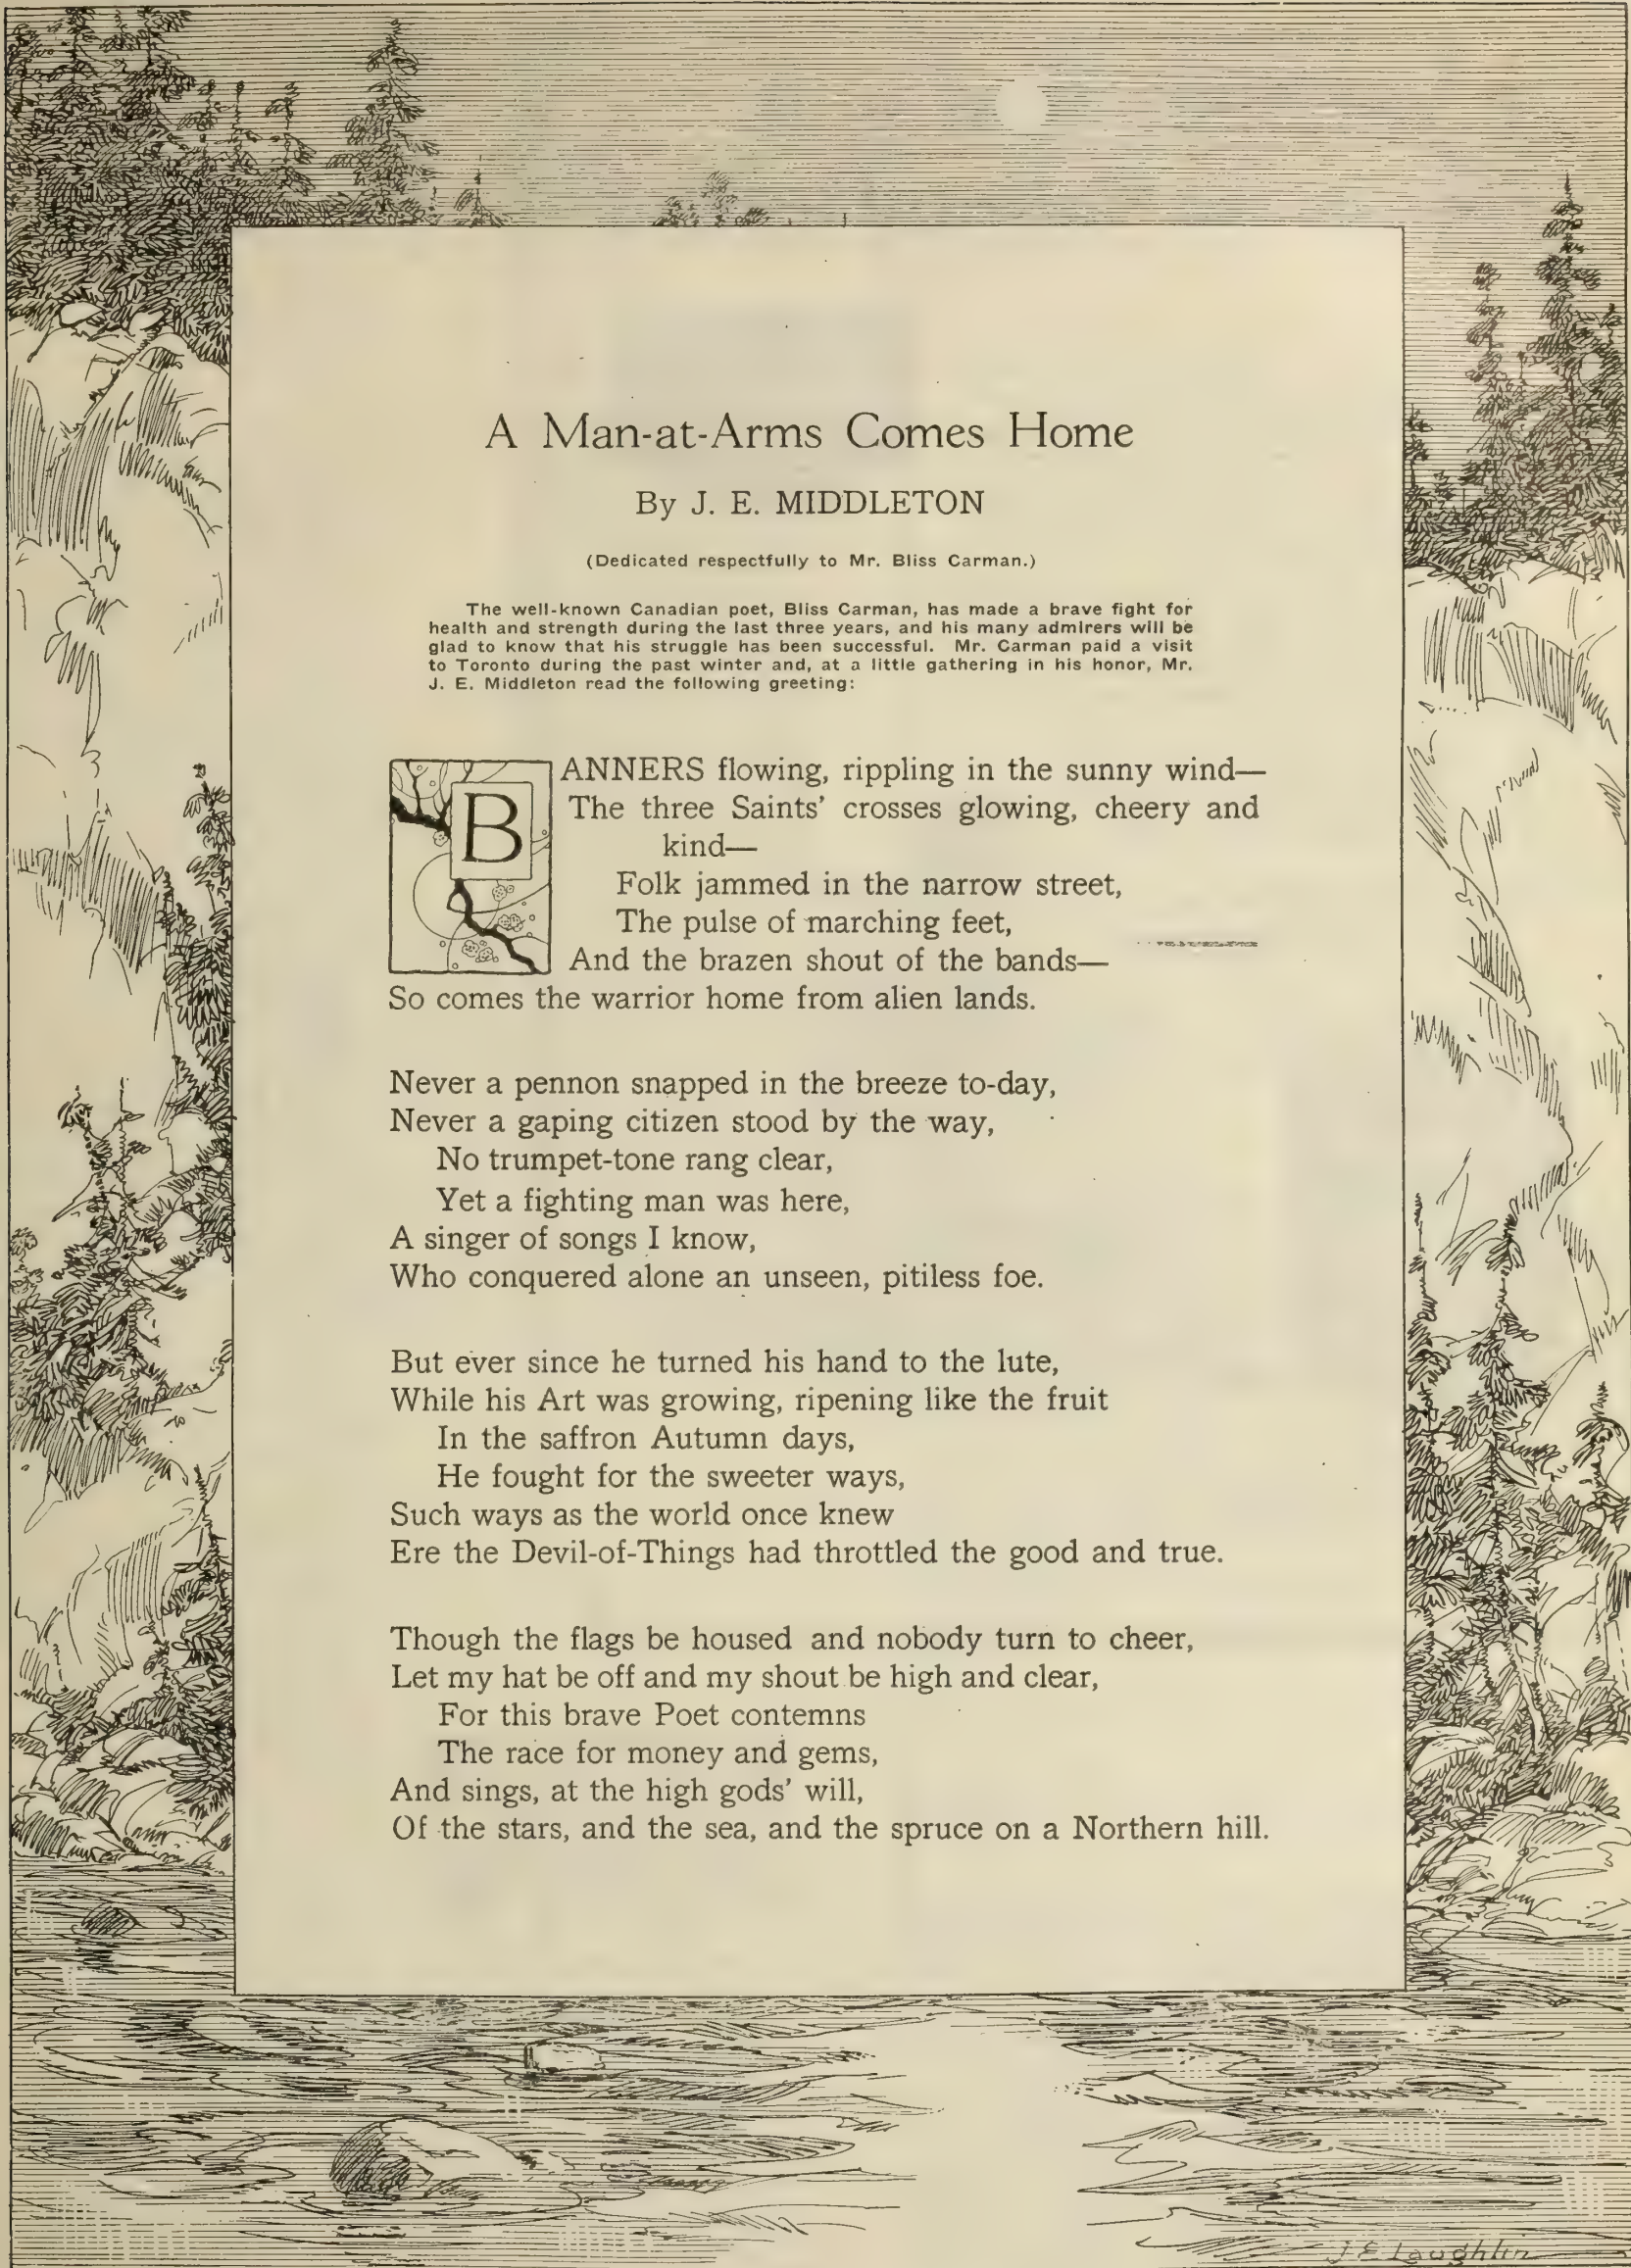 A Man-at-Arms Comes Home
By J. E. MIDDLETON
(Dedicated respectfully to Mr. Bliss Carman.)
The well-known Canadian poet, Bliss Carman, has made a brave fight for
health and strength during the last three years, and his many admirers will be
glad to know that his struggle has been successful. Mr. Carman paid a visit
to Toronto during the past winter and, at a little gathering in his honor, Mr.
J. E. Middleton read the following greeting:
BANNERS flowing, rippling in the sunny wind—
The three Saints' crosses glowing, cheery and
kind—
Folk jammed in the narrow street,
The pulse of marching feet,
And the brazen shout of the bands—
So comes the warrior home from alien lands.
Never a pennon snapped in the breeze to-day,
Never a gaping citizen stood by the way,
No trumpet-tone rang clear,
Yet a fighting man was here,
A singer of songs I know,
Who conquered alone an unseen, pitiless foe.
But ever since he turned his hand to the lute,
While his Art was growing, ripening like the fruit
In the saffron Autumn days,
He fought for the sweeter ways,
Such ways as the world once knew
Ere the Devil-of-Things had throttled the good and true.
Though the flags be housed and nobody turn to cheer,
Let my hat be off and my shout be high and clear,
For this brave Poet contemns
The race for money and gems,
And sings, at the high gods' will,
Of the stars, and the sea, and the spruce on a Northern hill.
J E Laughlin